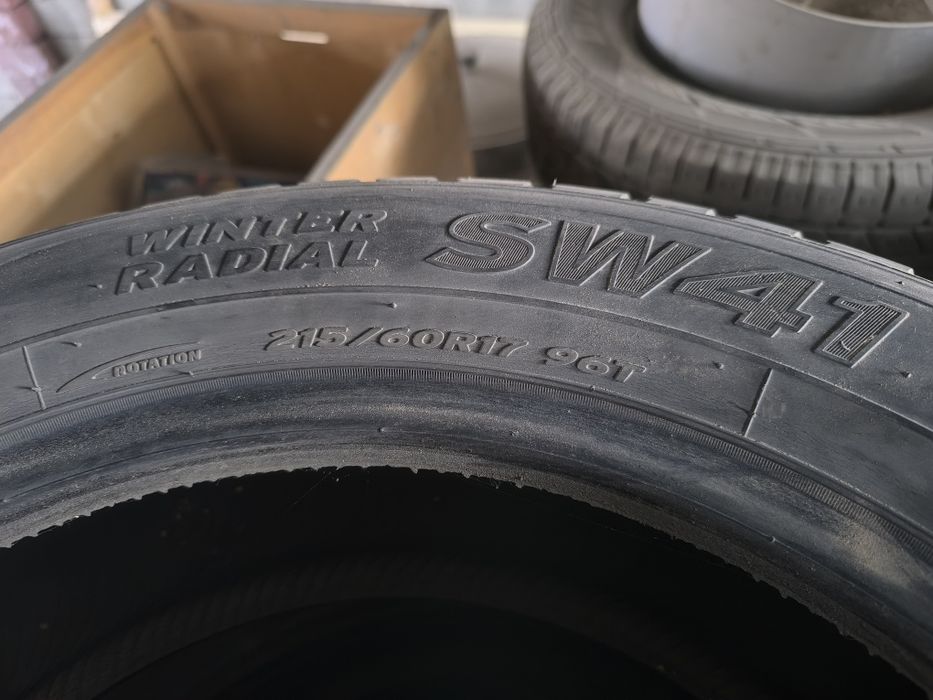 WINTER
RADIAL
SW41
ROTATION
215/60R17 96T